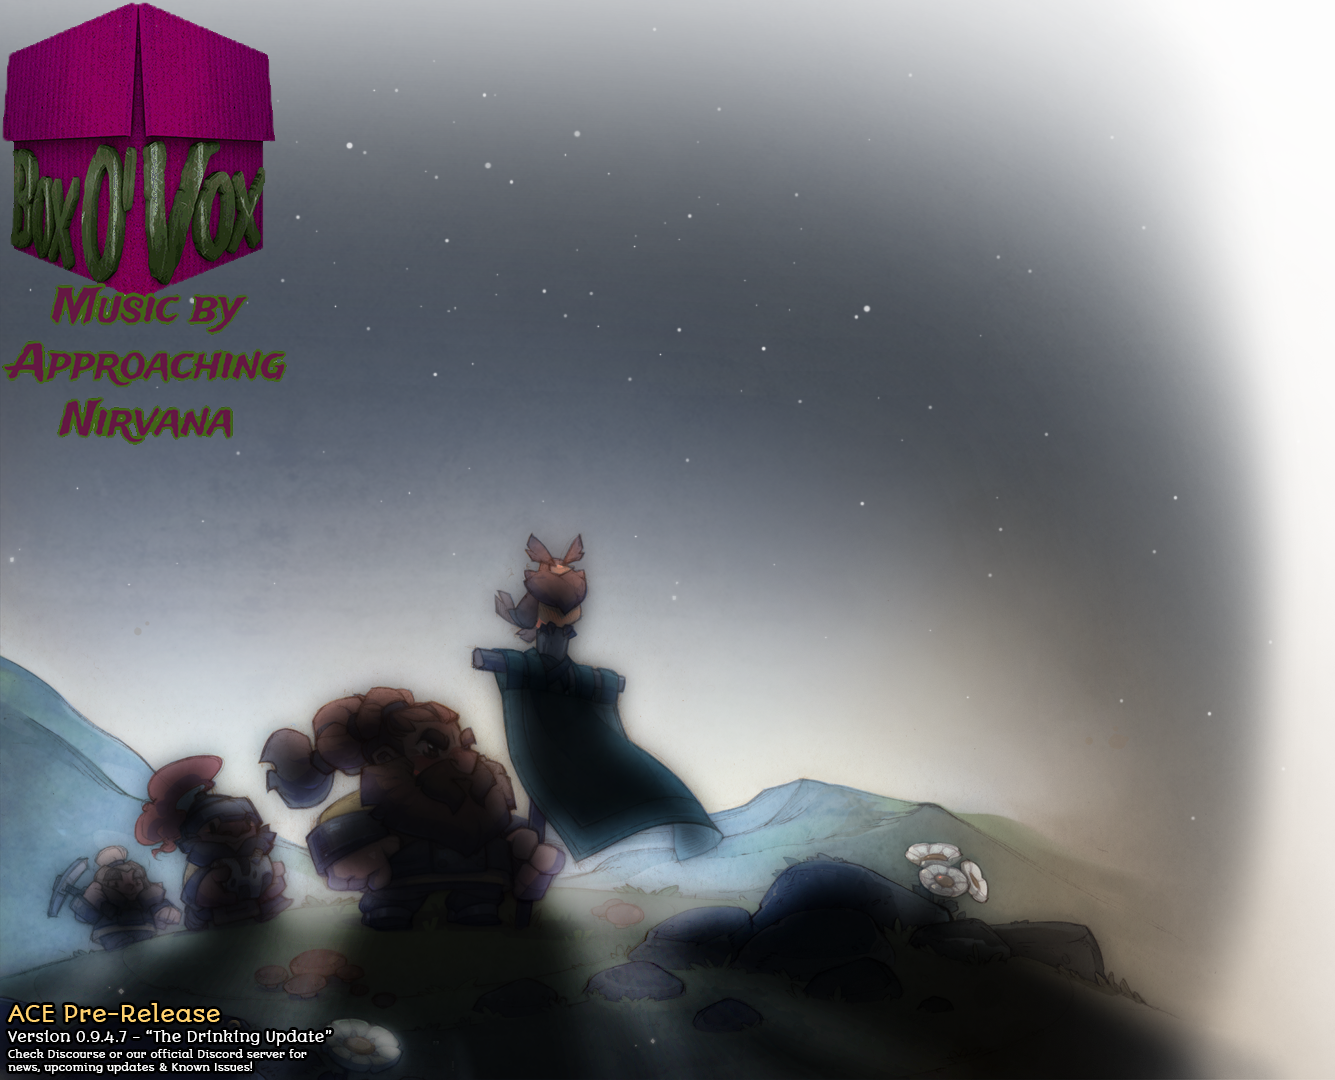 Box O' Vox
Music by
Approaching
Nirvana
ACE Pre-Release
Version 0.9.4.7 - “The Drinking Update”
Check Discourse or our official Discord server for
news, upcoming updates & Known Issues!